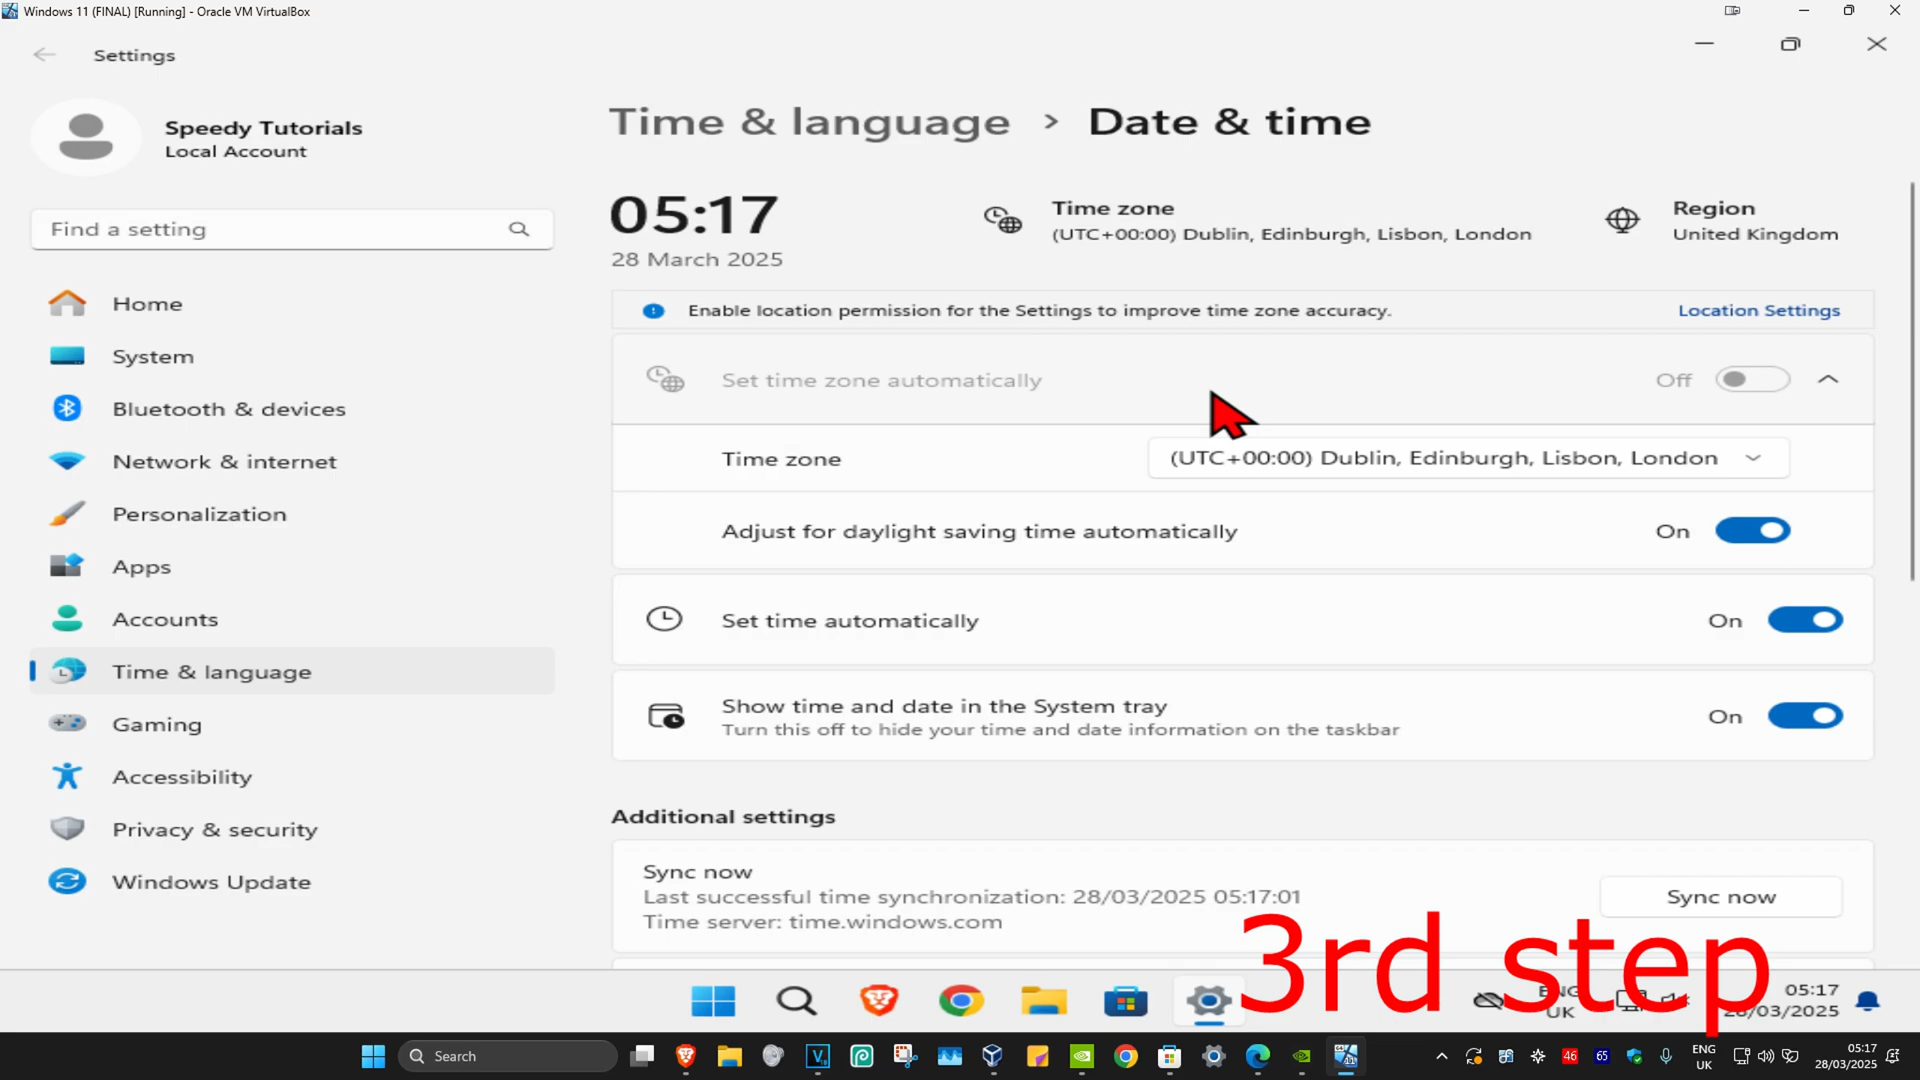 Windows 11 (FINAL) [Running] - Oracle VM VirtualBox
Settings
Speedy Tutorials
Local Account
Find a setting
Home
System
Bluetooth & devices
Network & internet
Personalization
Apps
Accounts
Time & language
Gaming
Accessibility
Privacy & security
Windows Update
Time & language > Date & time
05:17
28 March 2025
Time zone
(UTC+00:00) Dublin, Edinburgh, Lisbon, London
Region
United Kingdom
Enable location permission for the Settings to improve time zone accuracy.
Location Settings
Set time zone automatically
Off
Time zone
(UTC+00:00) Dublin, Edinburgh, Lisbon, London
Adjust for daylight saving time automatically
On
Set time automatically
On
Show time and date in the System tray
Turn this off to hide your time and date information on the taskbar
On
Additional settings
Sync now
Last successful time synchronization: 28/03/2025 05:17:01
Time server: time.windows.com
Sync now
3rd step
ENG
UK
05:17
28/03/2025
Search
46
65
ENG
UK
05:17
28/03/2025